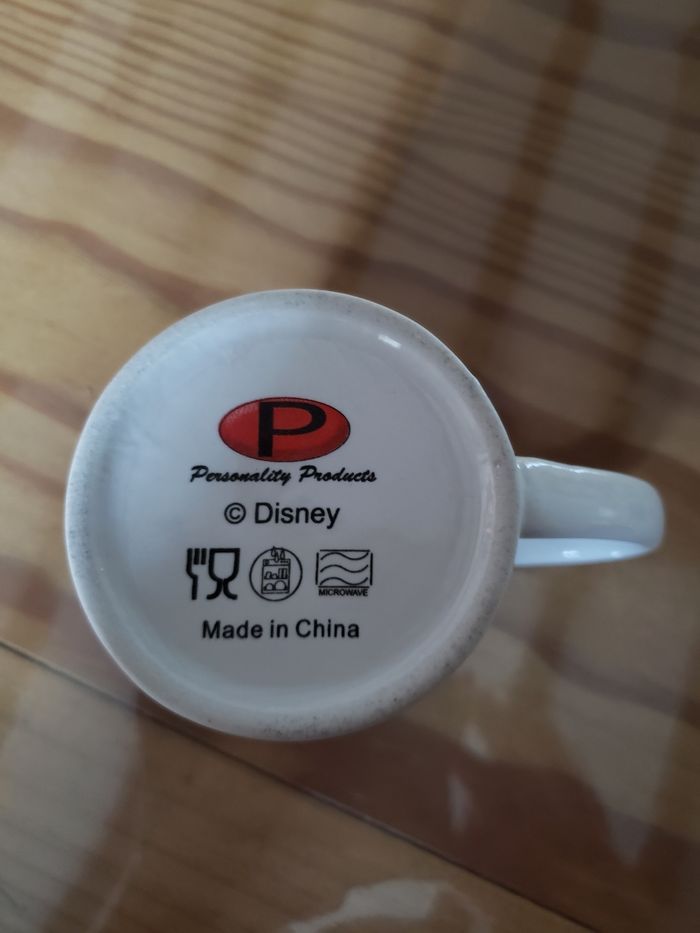 P
Personality Products
© Disney
MICROWAVE
Made in China